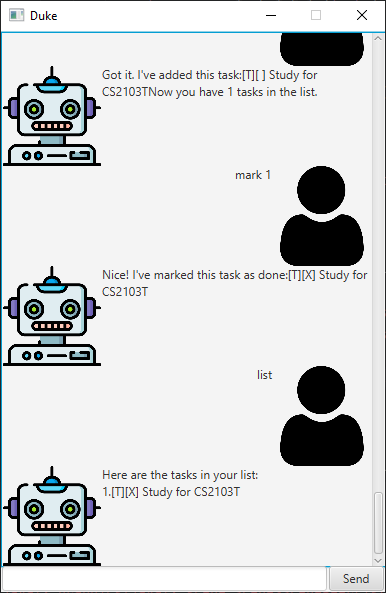 Duke
Got it. I've added this task:[T][ ] Study for
CS2103TNow you have 1 tasks in the list.
mark 1
Nice! I've marked this task as done:[T][X] Study for
CS2103T
list
Here are the tasks in your list:
1.[T][X] Study for CS2103T
Send